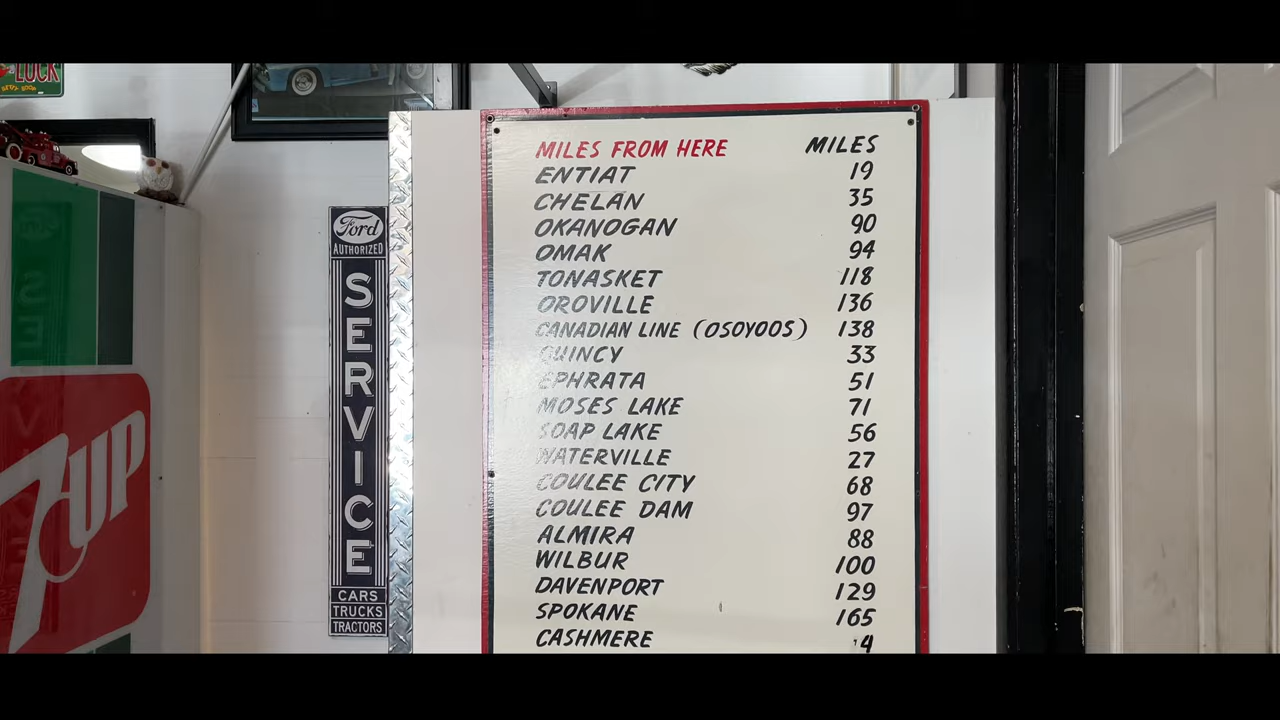 LUCK
7UP
Ford
AUTHORIZED
SERVICE
CARS
TRUCKS
TRACTORS
MILES FROM HERE MILES
ENTIAT 19
CHELAN 35
OKANOGAN 90
OMAK 94
TONASKET 118
OROVILLE 136
CANADIAN LINE (OSOYOOS) 138
QUINCY 33
EPHRATA 51
MOSES LAKE 71
SOAP LAKE 56
WATERVILLE 27
COULEE CITY 68
COULEE DAM 97
ALMIRA 88
WILBUR 100
DAVENPORT 129
SPOKANE 165
CASHMERE